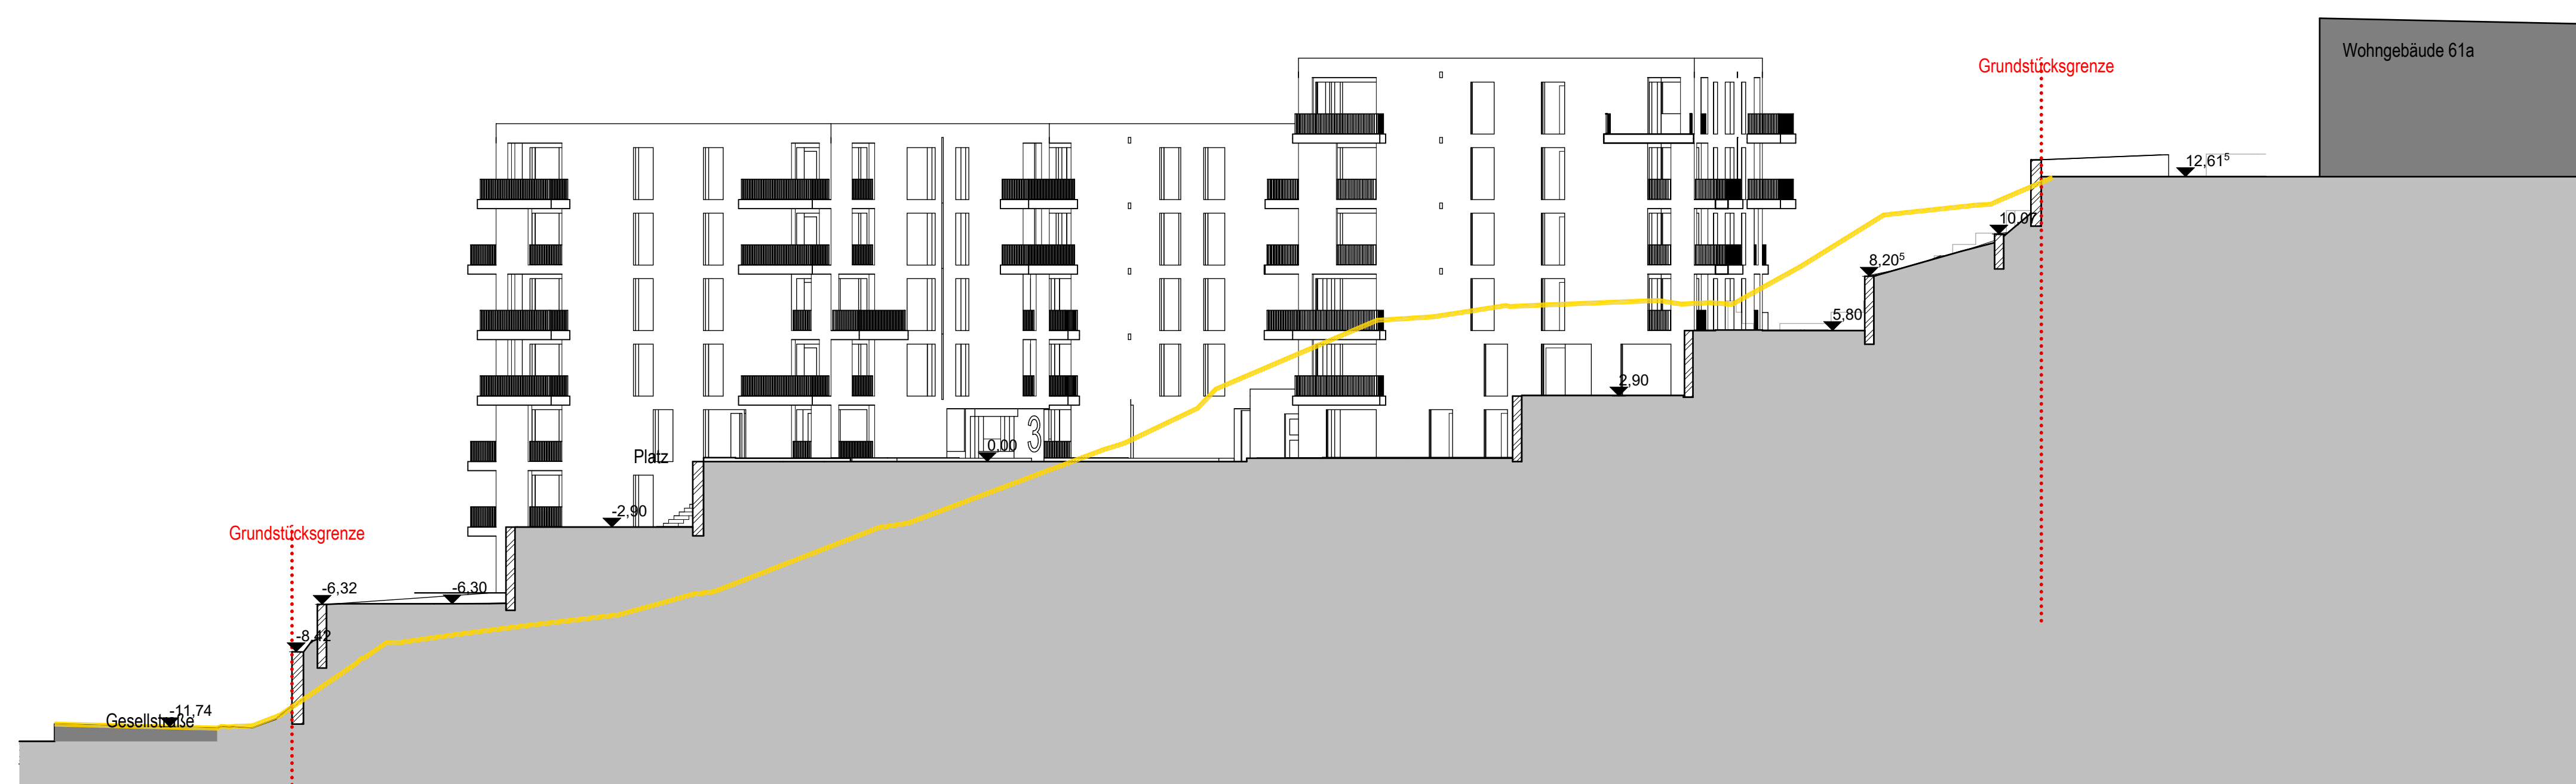 Wohngebäude 61a
Grundstücksgrenze
12,61⁵
10,07
8,20⁵
5,80
2,90
3
0,00
Platz
-2,90
Grundstücksgrenze
-6,32
-6,30
-8,42
-11,74
Gesellstraße